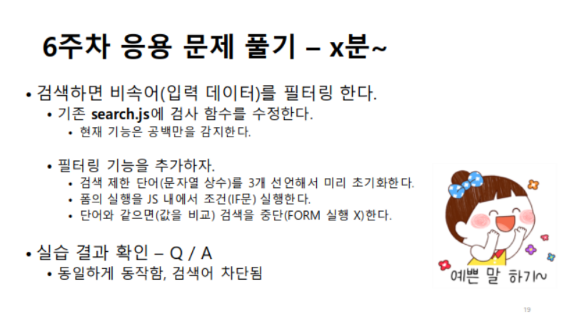 6주차 응용 문제 풀기 – x분~
• 검색하면 비속어(입력 데이터)를 필터링 한다.
• 기존 search.js에 검사 함수를 수정한다.
• 현재 기능은 공백만을 감지한다.
• 필터링 기능을 추가하자.
• 검색 제한 단어(문자열 상수)를 3개 선언해서 미리 초기화한다.
• 폼의 실행을 JS 내에서 조건(IF문) 실행한다.
• 단어와 같으면(값을 비교) 검색을 중단(FORM 실행 X)한다.
• 실습 결과 확인 – Q / A
• 동일하게 동작함, 검색어 차단됨
예쁜 말 하기~